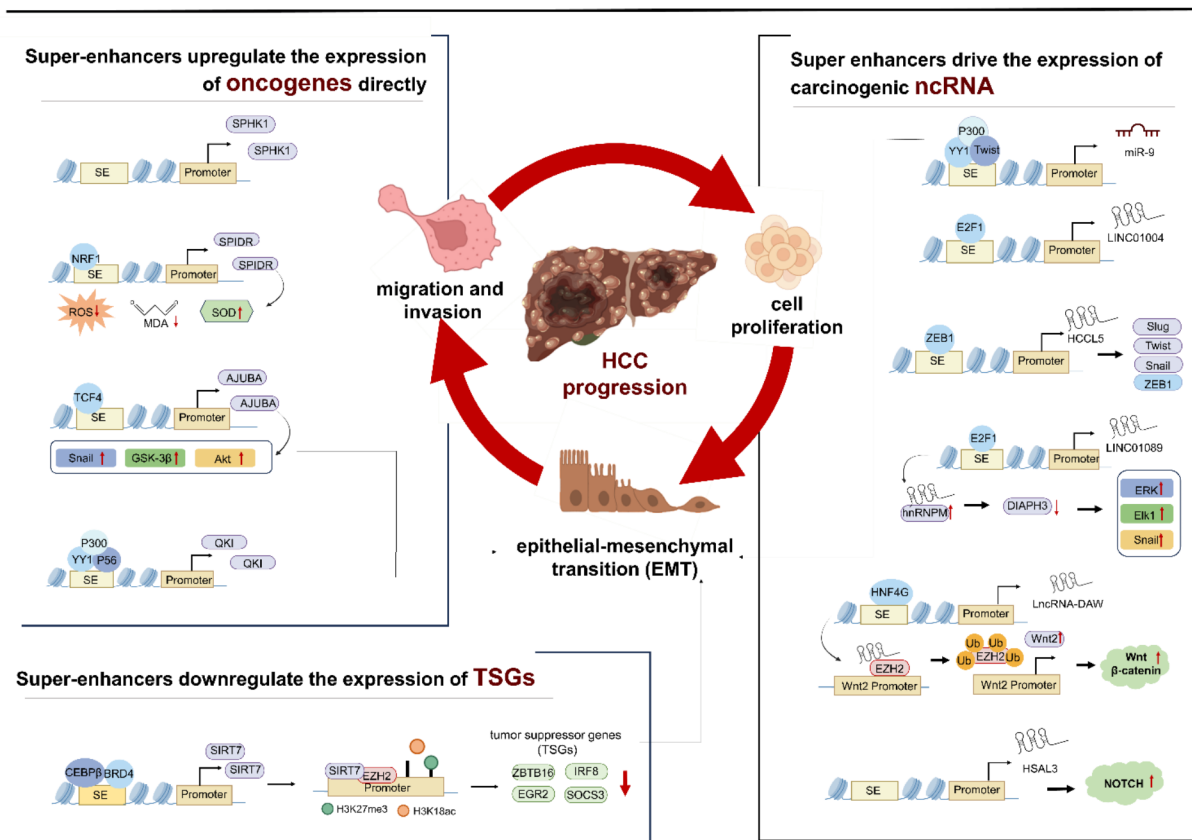 Super-enhancers upregulate the expression
of oncogenes directly
SPHK1
SPHK1
SE
Promoter
NRF1
SPIDR
SPIDR
SE
Promoter
ROS
MDA
SOD
TCF4
AJUBA
AJUBA
SE
Promoter
Snail
GSK-3β
Akt
P300
YY1
P56
QKI
QKI
SE
Promoter
migration and
invasion
cell
proliferation
HCC
progression
epithelial-mesenchymal
transition (EMT)
Super enhancers drive the expression of
carcinogenic ncRNA
P300
YY1
Twist
miR-9
SE
Promoter
E2F1
LINC01004
SE
Promoter
ZEB1
HCCL5
SE
Promoter
Slug
Twist
Snail
ZEB1
E2F1
LINC01089
SE
Promoter
hnRNPM
DIAPH3
ERK
Elk1
Snail
HNF4G
LncRNA-DAW
SE
Promoter
EZH2
Wnt2 Promoter
Ub
Ub
Ub
EZH2
Ub
Wnt2
Wnt2 Promoter
Wnt
β-catenin
HSAL3
SE
Promoter
NOTCH
Super-enhancers downregulate the expression of TSGs
CEBPβ
BRD4
SIRT7
SIRT7
SE
Promoter
SIRT7
EZH2
Promoter
H3K27me3
H3K18ac
tumor suppressor genes
(TSGs)
ZBTB16
IRF8
EGR2
SOCS3